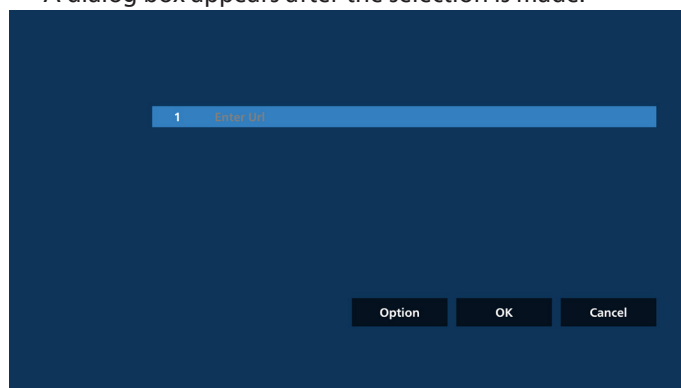 A dialog box appears after the selection is made.
1 Enter Url
Option OK Cancel